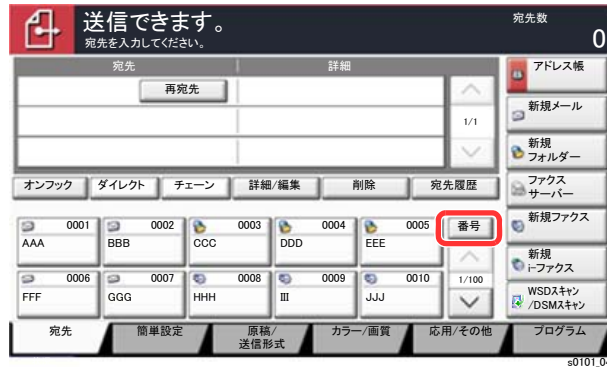 送信できます。
宛先を入力してください。
宛先数
0
宛先 詳細
再宛先
1/1
オンフック ダイレクト チェーン 詳細/編集 削除 宛先履歴
0001 0002 0003 0004 0005 番号
AAA BBB CCC DDD EEE
0006 0007 0008 0009 0010 1/100
FFF GGG HHH III JJJ
アドレス帳
新規メール
新規
フォルダー
ファクス
サーバー
新規ファクス
新規
i-ファクス
WSDスキャン
/DSMスキャン
宛先 簡単設定 原稿/
送信形式 カラー/画質 応用/その他 プログラム